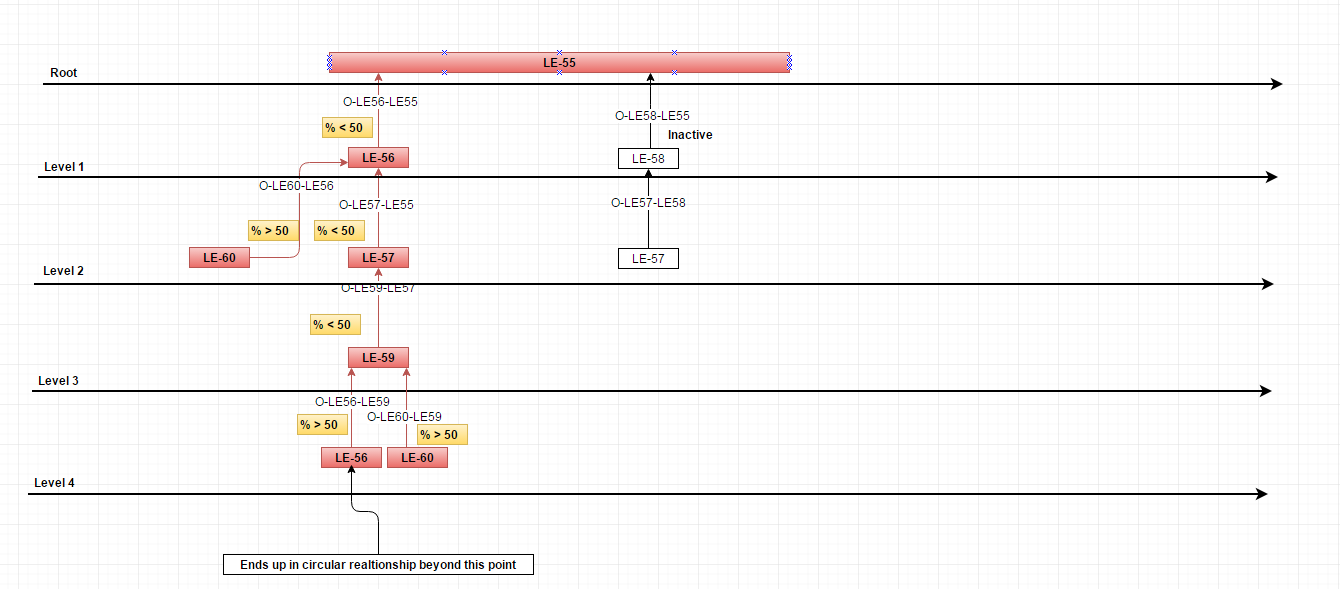 LE-55
Root
O-LE56-LE55
O-LE58-LE55
% < 50
Inactive
LE-56
LE-58
Level 1
O-LE60-LE56
O-LE57-LE55
O-LE57-LE58
% > 50
% < 50
LE-60
LE-57
LE-57
Level 2
O-LE59-LE57
% < 50
LE-59
Level 3
O-LE56-LE59
O-LE60-LE59
% > 50
% > 50
LE-56
LE-60
Level 4
Ends up in circular realtionship beyond this point